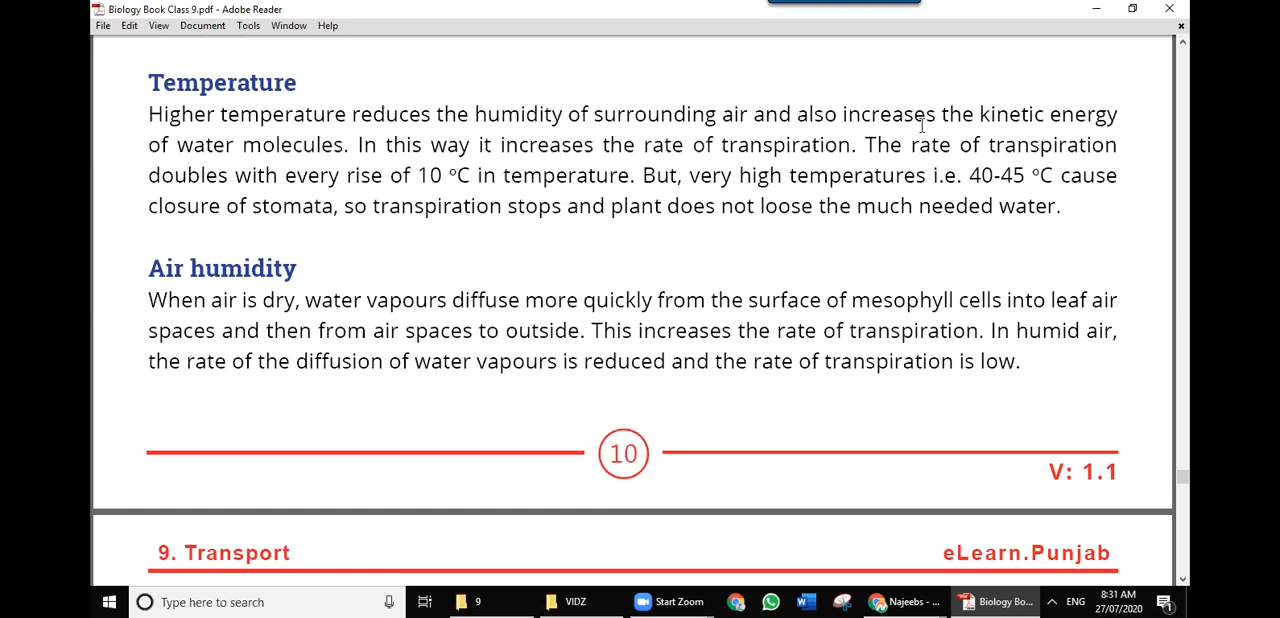 Biology Book Class 9.pdf - Adobe Reader
File Edit View Document Tools Window Help
Temperature
Higher temperature reduces the humidity of surrounding air and also increases the kinetic energy
of water molecules. In this way it increases the rate of transpiration. The rate of transpiration
doubles with every rise of 10 ºC in temperature. But, very high temperatures i.e. 40-45 ºC cause
closure of stomata, so transpiration stops and plant does not loose the much needed water.
Air humidity
When air is dry, water vapours diffuse more quickly from the surface of mesophyll cells into leaf air
spaces and then from air spaces to outside. This increases the rate of transpiration. In humid air,
the rate of the diffusion of water vapours is reduced and the rate of transpiration is low.
10
V: 1.1
9. Transport eLearn.Punjab
Type here to search 9 VIDZ Start Zoom Najeebs - ... Biology Bo... ENG 8:31 AM
27/07/2020 1